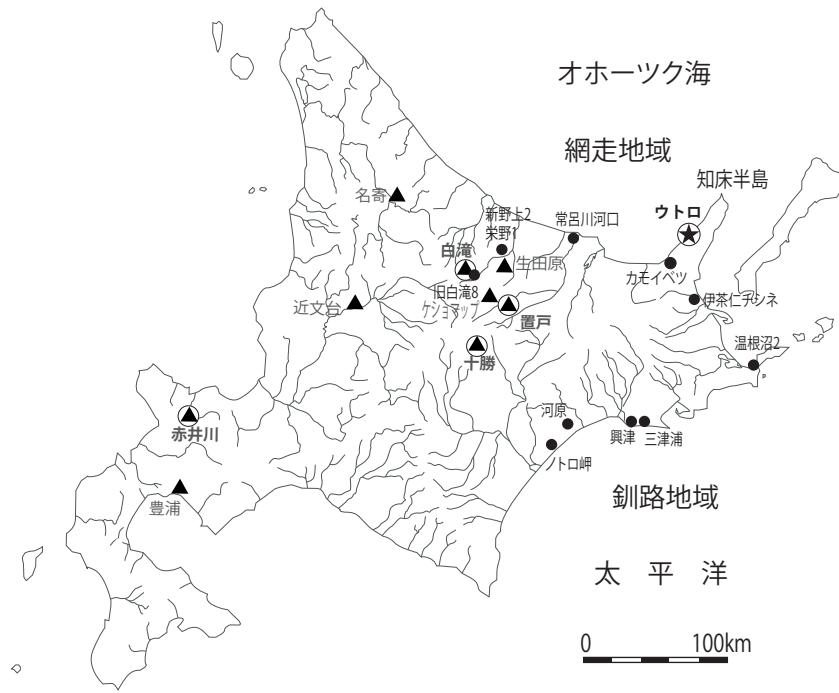 オホーツク海
網走地域
知床半島
名寄
新野上2
栄野1
常呂川河口
ウトロ
白滝
生田原
カモイベツ
旧白滝8
ケショマップ
伊茶仁チシネ
近文台
置戸
温根沼2
十勝
赤井川
河原
興津
三津浦
ノトロ岬
豊浦
釧路地域
太 平 洋
0 100km